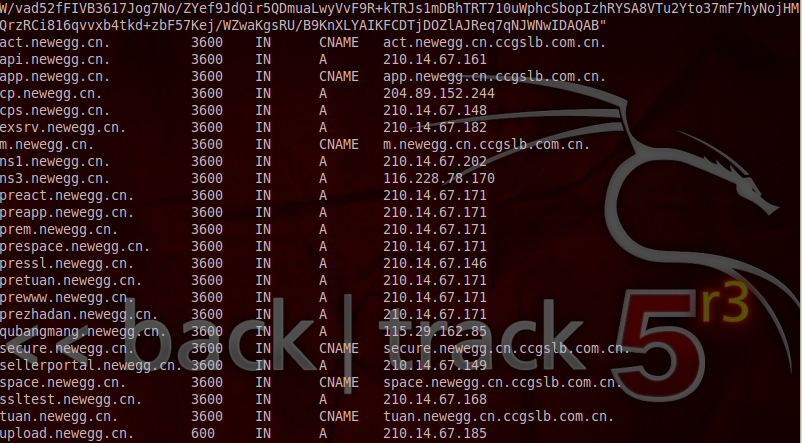 W/vad52fFIVB3617Jog7No/ZYef9JdQir5QDmuaLwyVvF9R+kTRJs1mDBhTRT710uWphcSbopIzhRYSA8VTu2Yto37mF7hyNojHM
QrzRCi816qvvxb4tkd+zbF57Kej/WZwaKgsRU/B9KnXLYAIKFCDTjDOZlAJReq7qNJWNwIDAQAB"
act.newegg.cn. 3600 IN CNAME act.newegg.cn.ccgslb.com.cn.
api.newegg.cn. 3600 IN A 210.14.67.161
app.newegg.cn. 3600 IN CNAME app.newegg.cn.ccgslb.com.cn.
cp.newegg.cn. 3600 IN A 204.89.152.244
cps.newegg.cn. 3600 IN A 210.14.67.148
exsrv.newegg.cn. 3600 IN A 210.14.67.182
m.newegg.cn. 3600 IN CNAME m.newegg.cn.ccgslb.com.cn.
ns1.newegg.cn. 3600 IN A 210.14.67.202
ns3.newegg.cn. 3600 IN A 116.228.78.170
preact.newegg.cn. 3600 IN A 210.14.67.171
preapp.newegg.cn. 3600 IN A 210.14.67.171
prem.newegg.cn. 3600 IN A 210.14.67.171
prespace.newegg.cn. 3600 IN A 210.14.67.171
pressl.newegg.cn. 3600 IN A 210.14.67.146
pretuan.newegg.cn. 3600 IN A 210.14.67.171
prewww.newegg.cn. 3600 IN A 210.14.67.171
prezhadan.newegg.cn. 3600 IN A 210.14.67.171
qubangmang.newegg.cn. 3600 IN A 115.29.162.85
secure.newegg.cn. 3600 IN CNAME secure.newegg.cn.ccgslb.com.cn.
sellerportal.newegg.cn. 3600 IN A 210.14.67.149
space.newegg.cn. 3600 IN CNAME space.newegg.cn.ccgslb.com.cn.
ssltest.newegg.cn. 3600 IN A 210.14.67.168
tuan.newegg.cn. 3600 IN CNAME tuan.newegg.cn.ccgslb.com.cn.
upload.newegg.cn. 600 IN A 210.14.67.185
<< back | track 5 r3